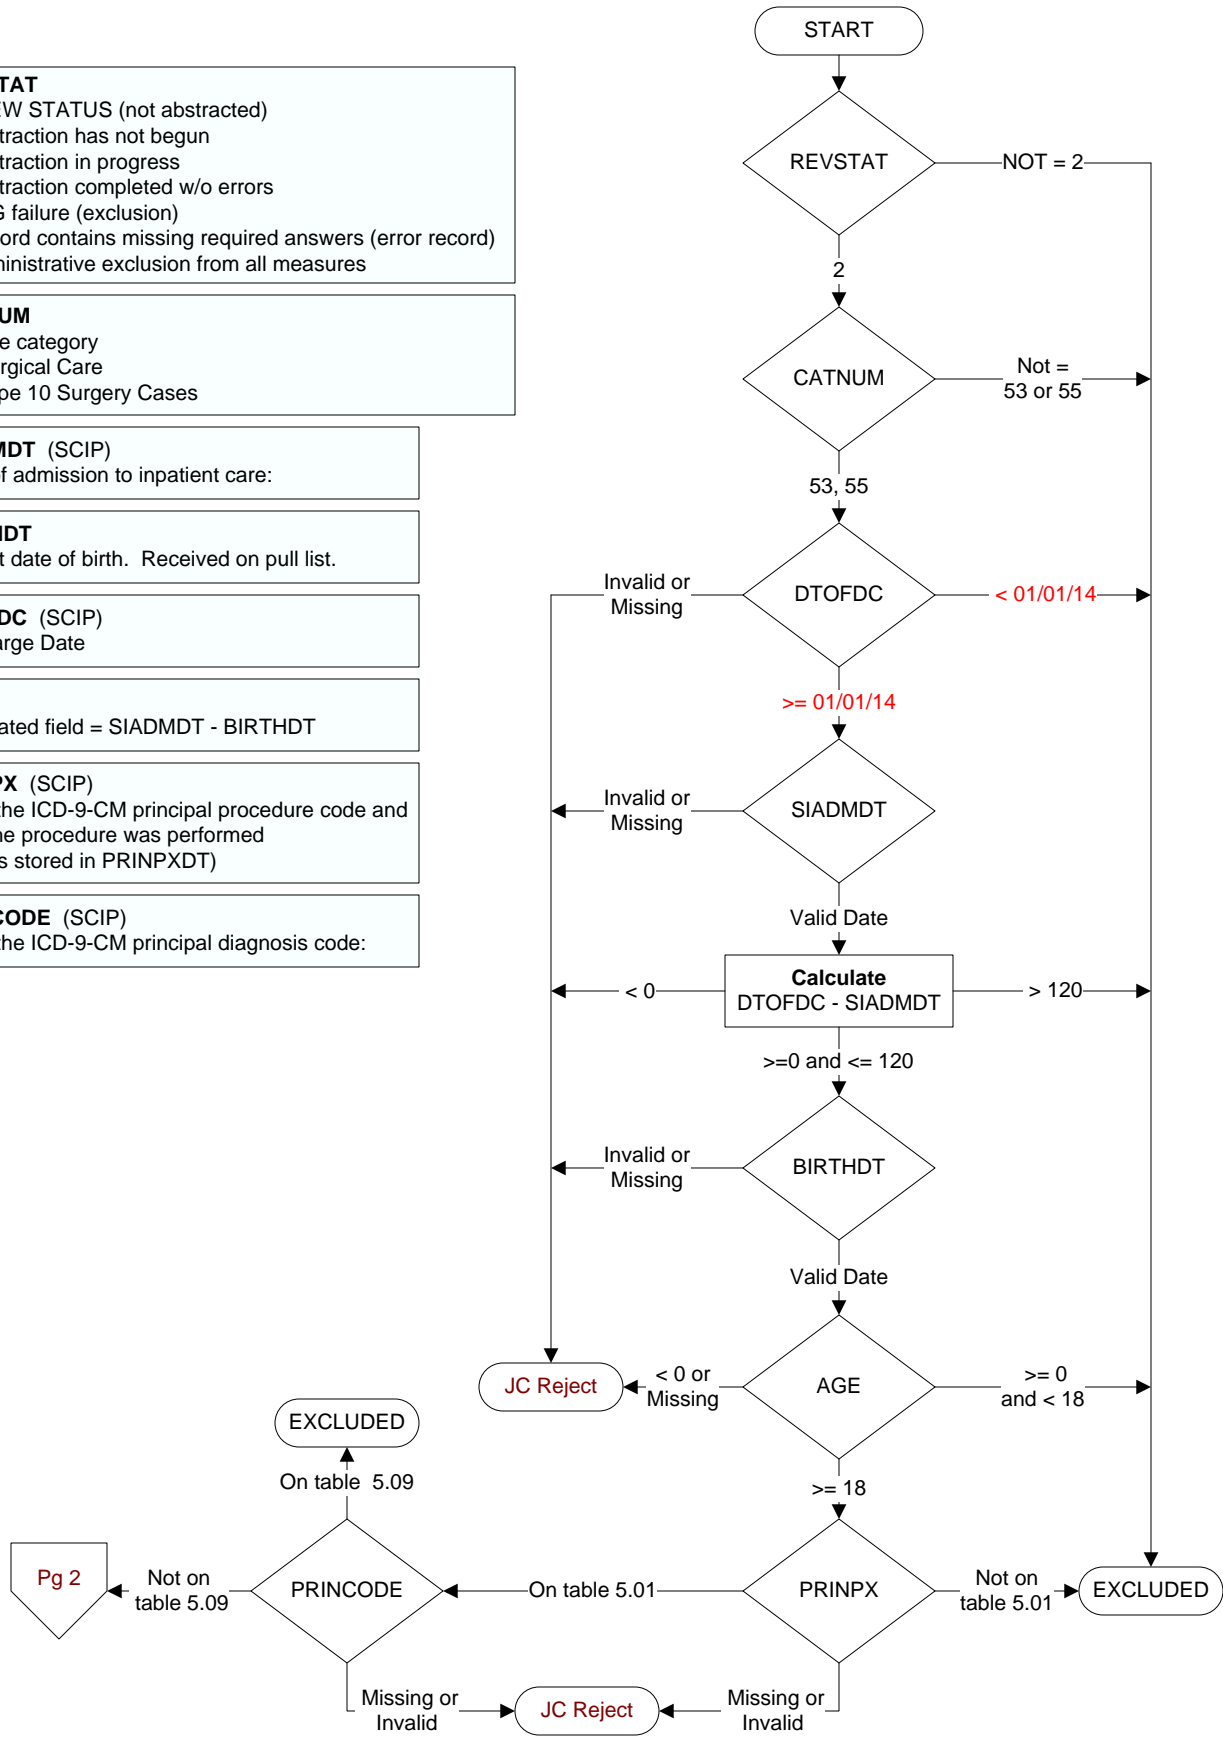 START
TAT
EW STATUS (not abstracted)
traction has not begun
traction in progress
traction completed w/o errors
G failure (exclusion)
ord contains missing required answers (error record)
ministrative exclusion from all measures
UM
e category
rgical Care
pe 10 Surgery Cases
MDT (SCIP)
of admission to inpatient care:
HDT
t date of birth. Received on pull list.
DC (SCIP)
arge Date
ated field = SIADMDT - BIRTHDT
PX (SCIP)
the ICD-9-CM principal procedure code and
he procedure was performed
s stored in PRINPXDT)
CODE (SCIP)
the ICD-9-CM principal diagnosis code:
REVSTAT
NOT = 2
2
CATNUM
Not =
53 or 55
53, 55
Invalid or
Missing
DTOFDC
< 01/01/14
>= 01/01/14
Invalid or
Missing
SIADMDT
Valid Date
< 0
Calculate
DTOFDC - SIADMDT
> 120
>=0 and <= 120
Invalid or
Missing
BIRTHDT
Valid Date
JC Reject
< 0 or
Missing
AGE
>= 0
and < 18
>= 18
EXCLUDED
On table 5.09
Pg 2
Not on
table 5.09
PRINCODE
On table 5.01
PRINPX
Not on
table 5.01
EXCLUDED
Missing or
Invalid
JC Reject
Missing or
Invalid